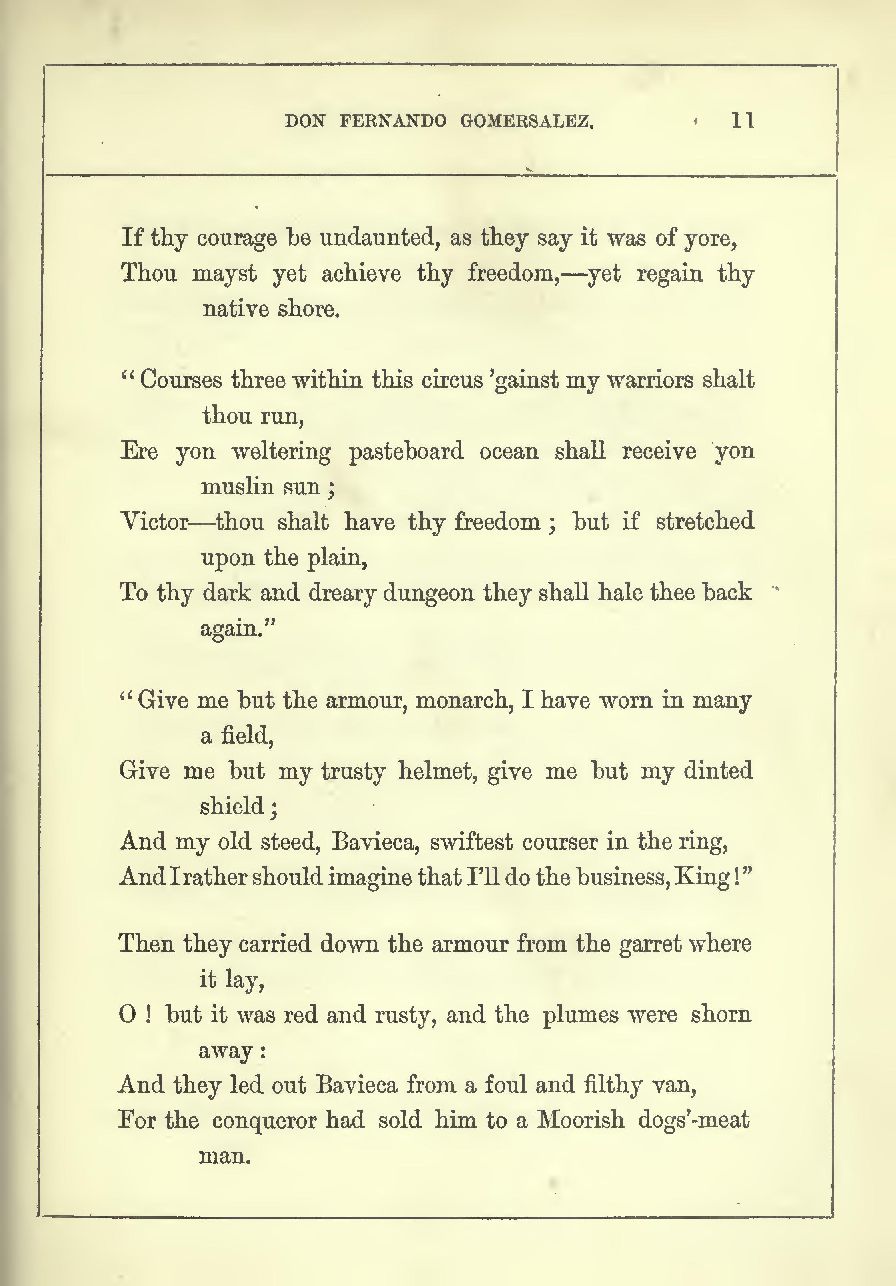 DON FERNANDO GOMERSALEZ. 11
If thy courage be undaunted, as they say it was of yore,
Thou mayst yet achieve thy freedom,—yet regain thy
native shore.
“Courses three within this circus ’gainst my warriors shalt
thou run,
Ere yon weltering pasteboard ocean shall receive yon
muslin sun ;
Victor—thou shalt have thy freedom ; but if stretched
upon the plain,
To thy dark and dreary dungeon they shall hale thee back
again.”
“Give me but the armour, monarch, I have worn in many
a field,
Give me but my trusty helmet, give me but my dinted
shield ;
And my old steed, Bavieca, swiftest courser in the ring,
And I rather should imagine that I’ll do the business, King !”
Then they carried down the armour from the garret where
it lay,
O ! but it was red and rusty, and the plumes were shorn
away :
And they led out Bavieca from a foul and filthy van,
For the conqueror had sold him to a Moorish dogs’-meat
man.